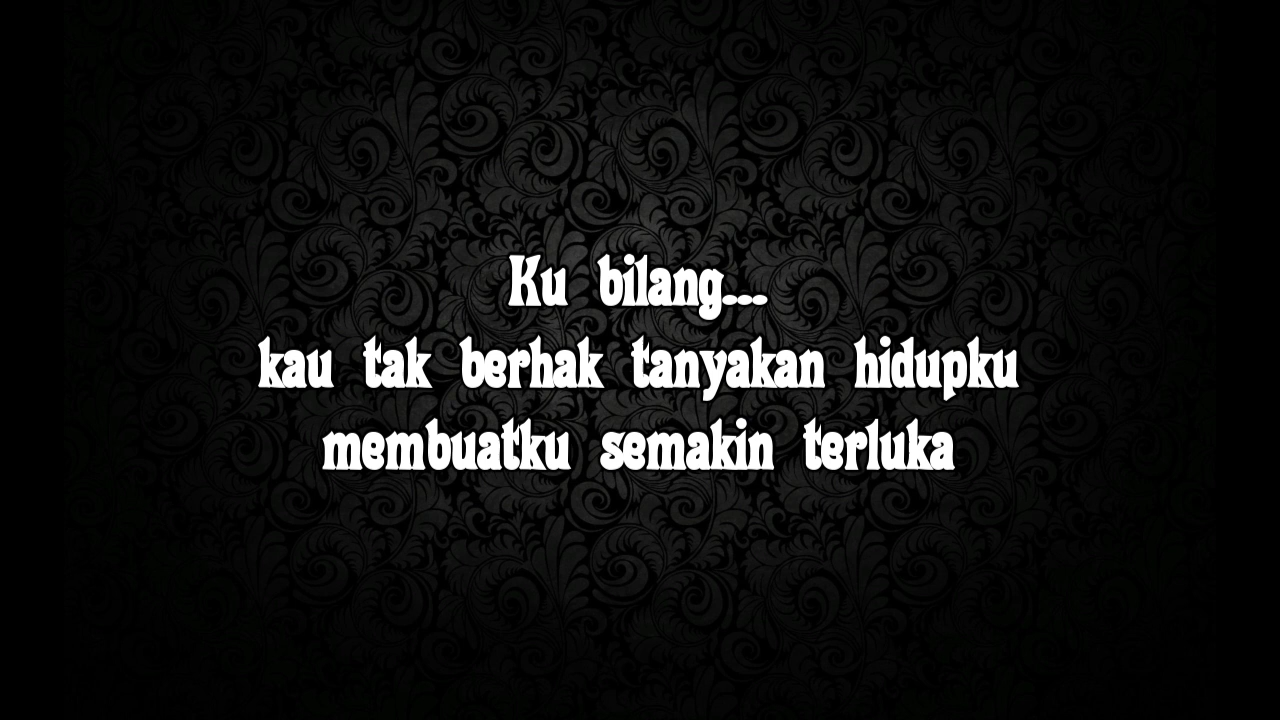 Ku bilang...
kau tak berhak tanyakan hidupku
membuatku semakin terluka